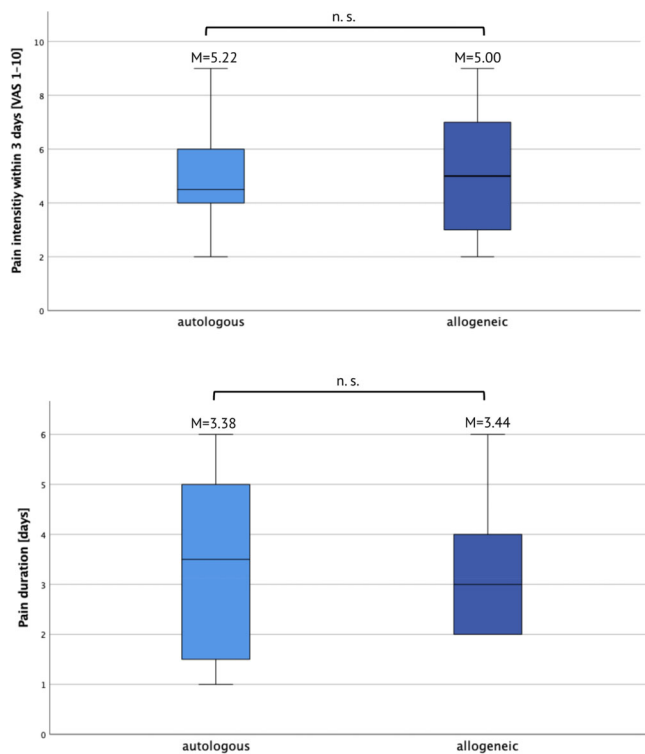 n. s.
M=5.22
M=5.00
Pain intensitiy within 3 days [VAS 1-10]
10
8
6
4
2
0
autologous
allogeneic
n. s.
M=3.38
M=3.44
Pain duration [days]
6
5
4
3
2
1
0
autologous
allogeneic